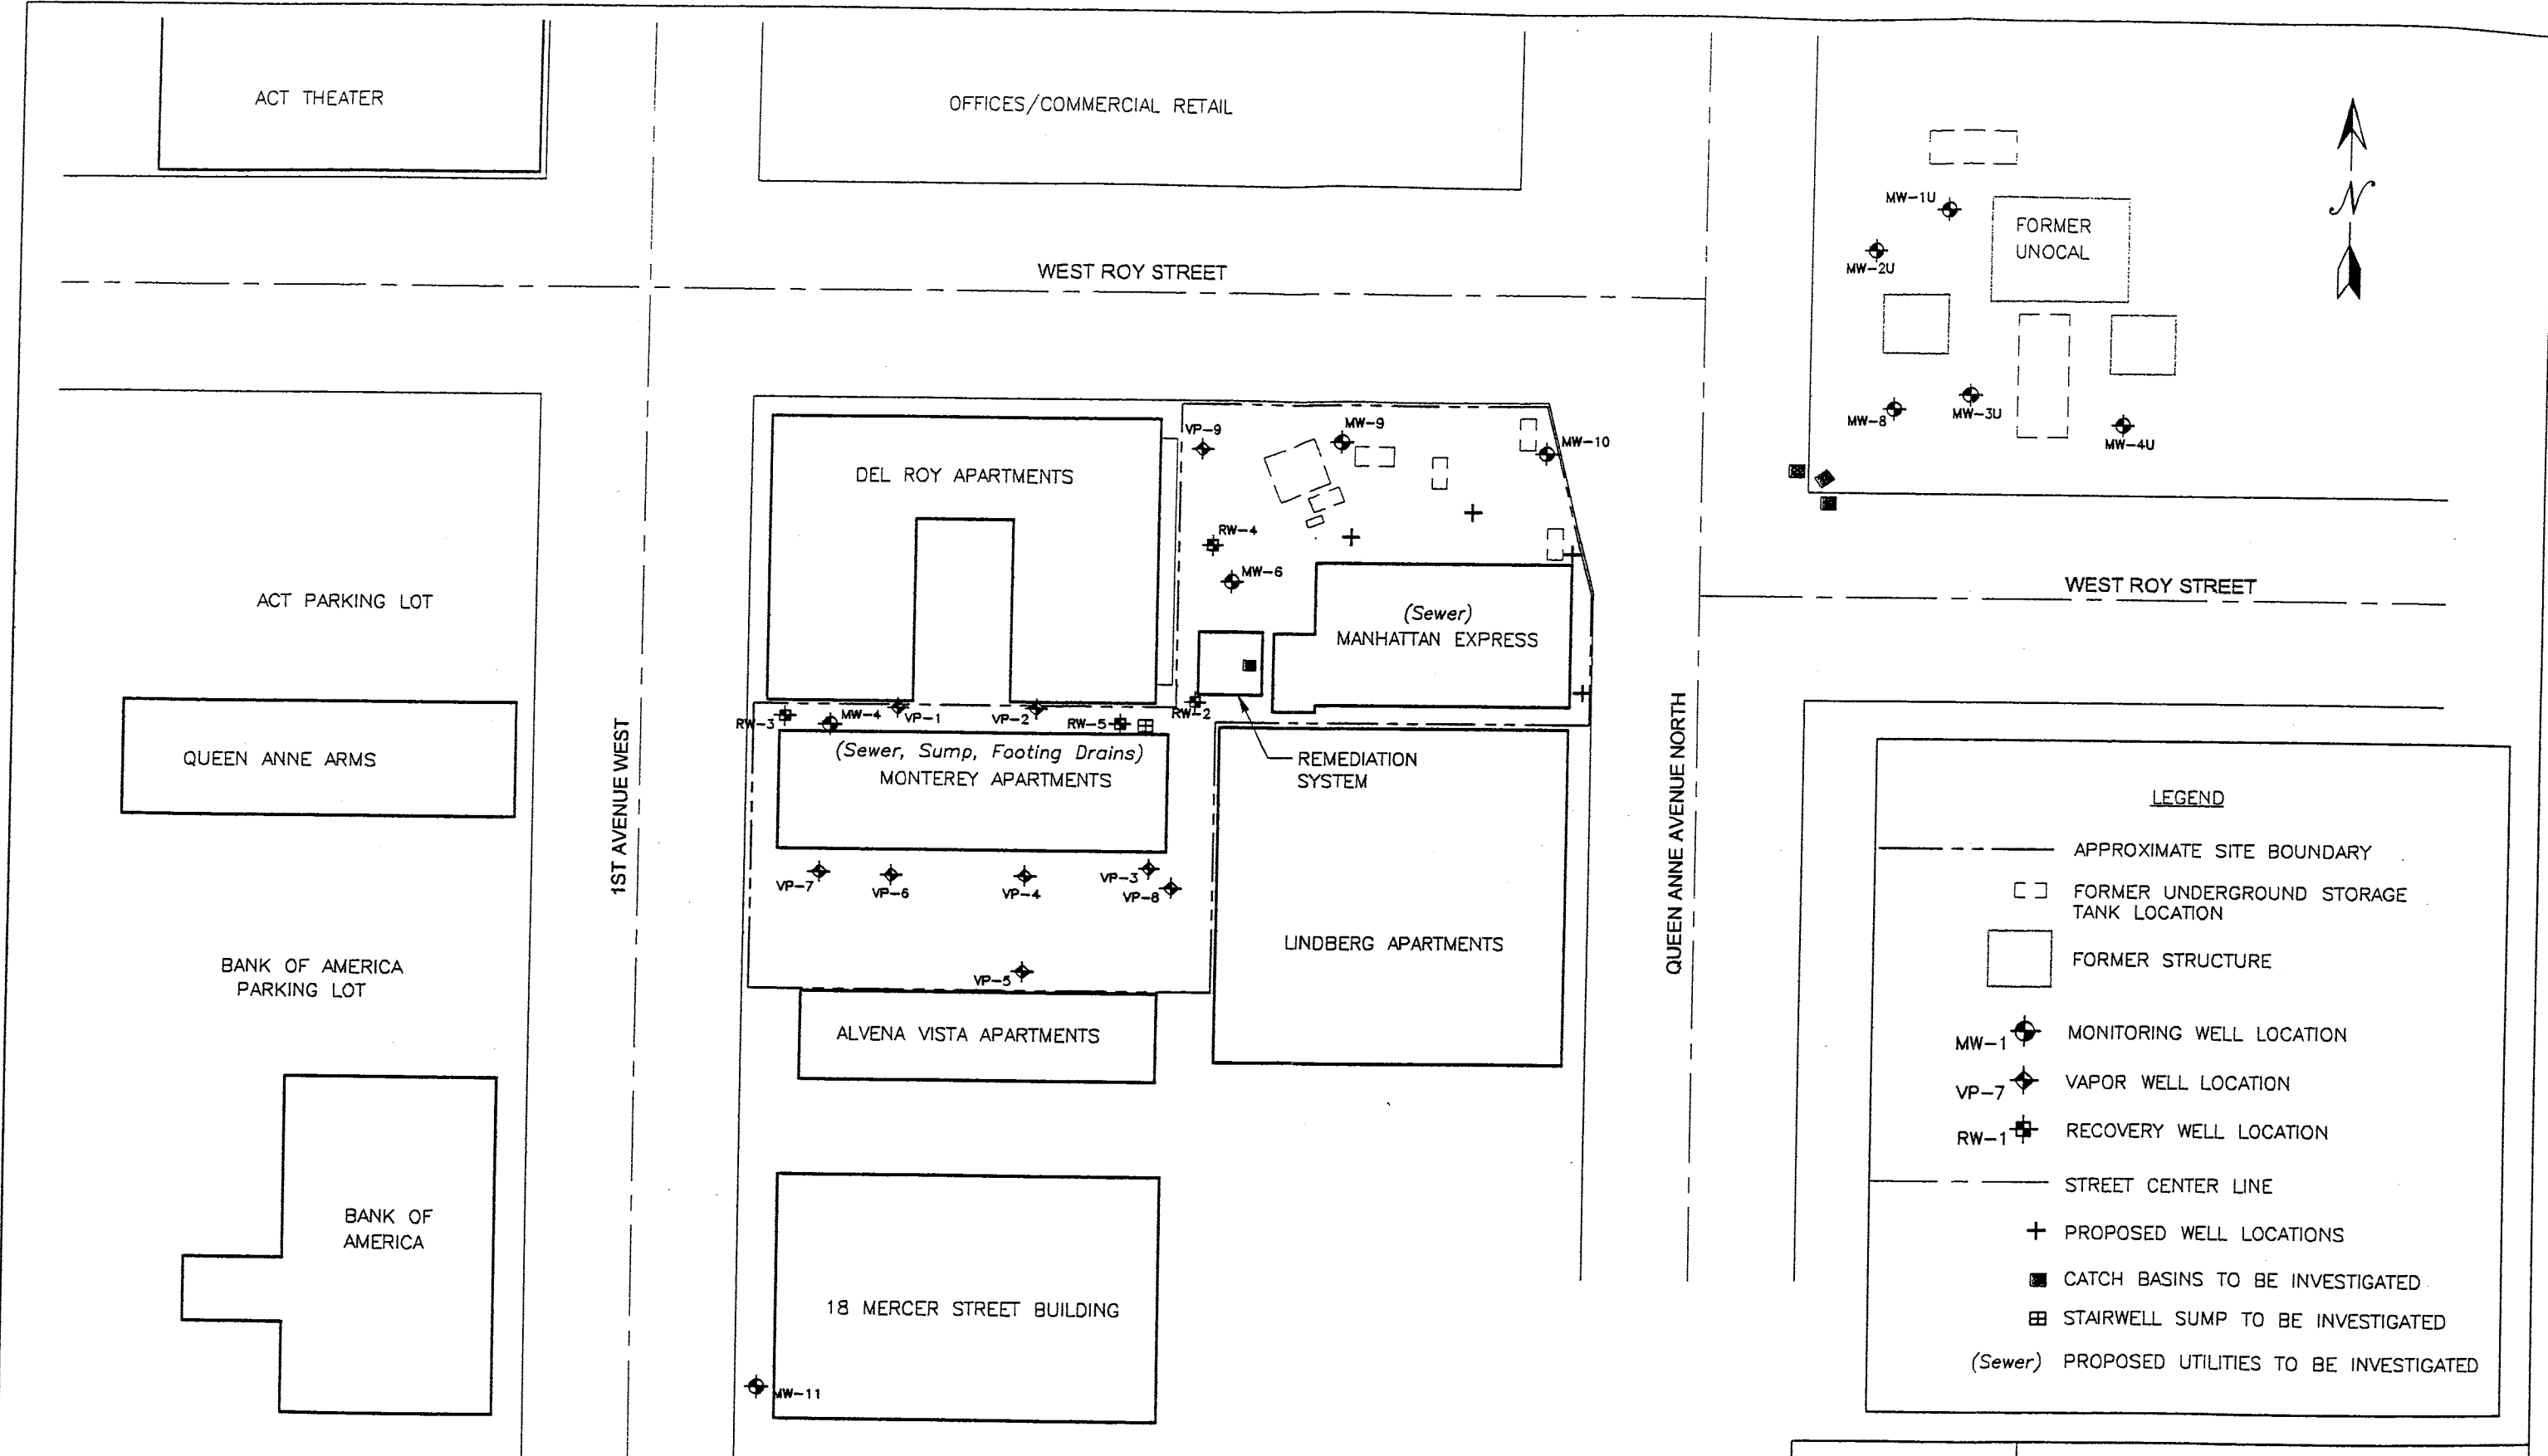 ACT THEATER
OFFICES/COMMERCIAL RETAIL
N
MW-1U
FORMER
UNOCAL
MW-2U
WEST ROY STREET
MW-8
MW-3U
MW-4U
VP-9
MW-9
MW-10
DEL ROY APARTMENTS
RW-4
MW-6
ACT PARKING LOT
(Sewer)
MANHATTAN EXPRESS
WEST ROY STREET
RW-3
MW-4
VP-1
VP-2
RW-5
RW-2
QUEEN ANNE ARMS
(Sewer, Sump, Footing Drains)
MONTEREY APARTMENTS
REMEDIATION
SYSTEM
1ST AVENUE WEST
QUEEN ANNE AVENUE NORTH
VP-7
VP-6
VP-4
VP-3
VP-8
LINDBERG APARTMENTS
BANK OF AMERICA
PARKING LOT
VP-5
ALVENA VISTA APARTMENTS
BANK OF
AMERICA
18 MERCER STREET BUILDING
MW-11
LEGEND
APPROXIMATE SITE BOUNDARY
FORMER UNDERGROUND STORAGE
TANK LOCATION
FORMER STRUCTURE
MW-1 MONITORING WELL LOCATION
VP-7 VAPOR WELL LOCATION
RW-1 RECOVERY WELL LOCATION
STREET CENTER LINE
PROPOSED WELL LOCATIONS
CATCH BASINS TO BE INVESTIGATED
STAIRWELL SUMP TO BE INVESTIGATED
(Sewer) PROPOSED UTILITIES TO BE INVESTIGATED